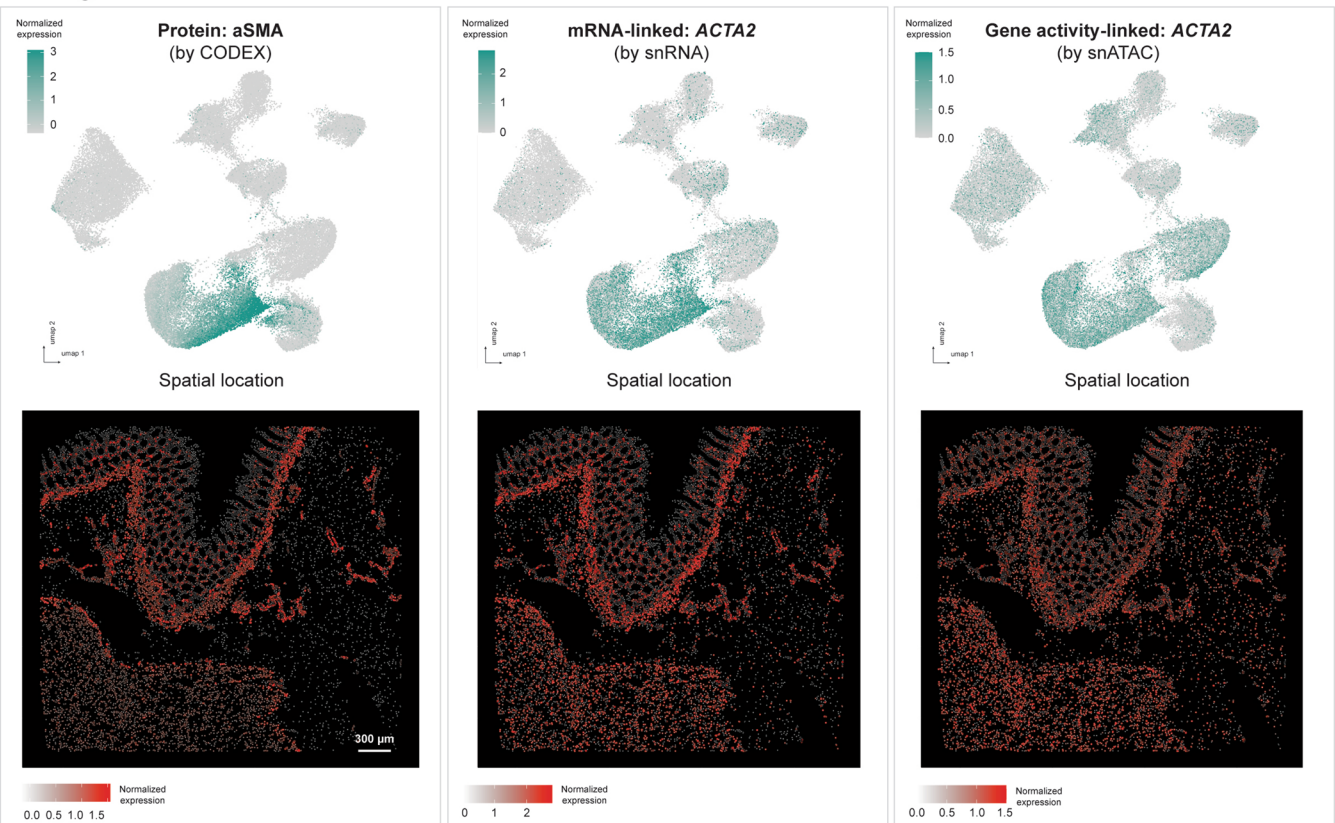 Normalized
expression
Protein: aSMA
(by CODEX)
3
2
1
0
umap 2
umap 1
Spatial location
300 µm
Normalized
expression
0.0 0.5 1.0 1.5
Normalized
expression
mRNA-linked: ACTA2
(by snRNA)
2
1
0
umap 2
umap 1
Spatial location
Normalized
expression
0 1 2
Normalized
expression
Gene activity-linked: ACTA2
(by snATAC)
1.5
1.0
0.5
0.0
umap 2
umap 1
Spatial location
Normalized
expression
0.0 0.5 1.0 1.5